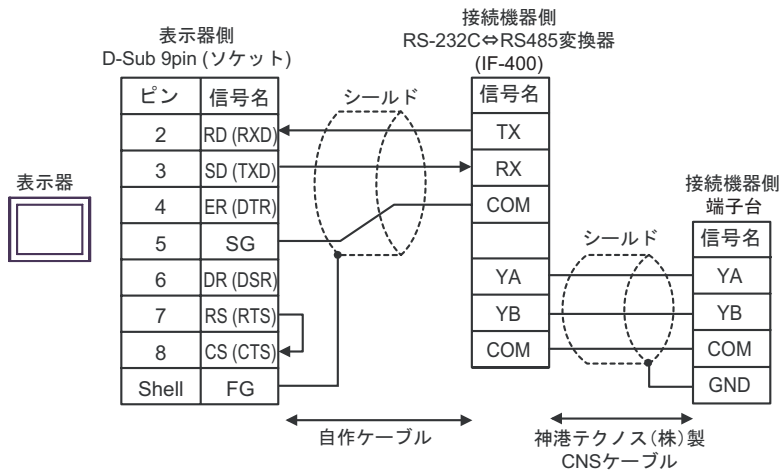 表示器側
D-Sub 9pin (ソケット)
接続機器側
RS-232C⇔RS485変換器
(IF-400)
ピン 信号名
2 RD (RXD)
3 SD (TXD)
4 ER (DTR)
5 SG
6 DR (DSR)
7 RS (RTS)
8 CS (CTS)
Shell FG
表示器
シールド
信号名
TX
RX
COM
YA
YB
COM
シールド
接続機器側
端子台
信号名
YA
YB
COM
GND
自作ケーブル
神港テクノス(株)製
CNSケーブル